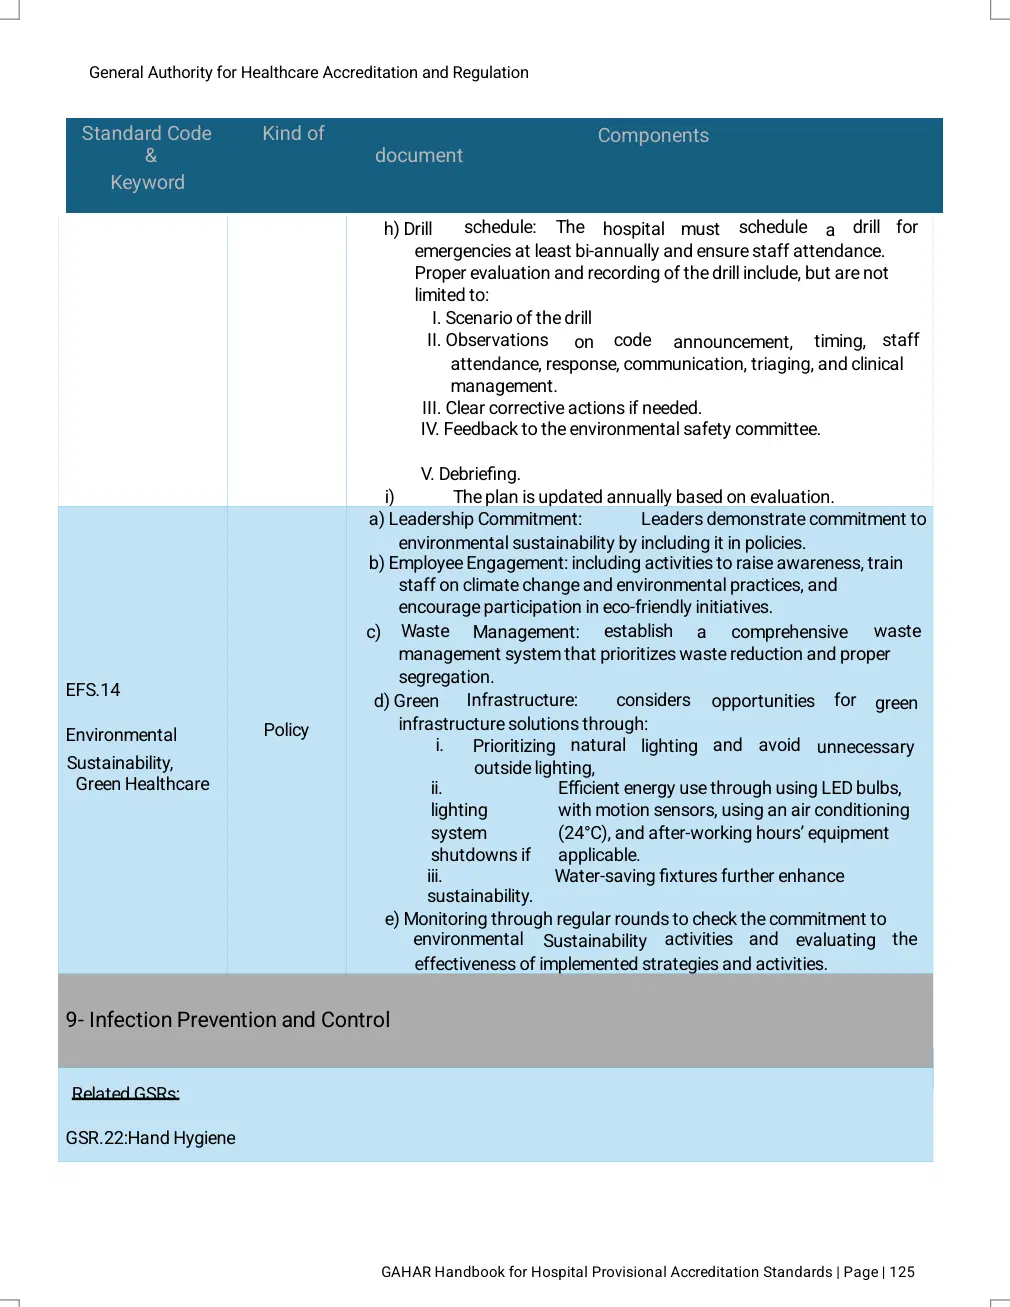 General Authority for Healthcare Accreditation and Regulation
Standard Code
&
Keyword
Kind of
document
Components
h) Drill schedule: The hospital must schedule a drill for
emergencies at least bi-annually and ensure staff attendance.
Proper evaluation and recording of the drill include, but are not
limited to:
I. Scenario of the drill
II. Observations on code announcement, timing, staff
attendance, response, communication, triaging, and clinical
management.
III. Clear corrective actions if needed.
IV. Feedback to the environmental safety committee.
V. Debriefing.
i) The plan is updated annually based on evaluation.
EFS.14
Environmental
Sustainability,
Green Healthcare
Policy
a) Leadership Commitment: Leaders demonstrate commitment to
environmental sustainability by including it in policies.
b) Employee Engagement: including activities to raise awareness, train
staff on climate change and environmental practices, and
encourage participation in eco-friendly initiatives.
c) Waste Management: establish a comprehensive waste
management system that prioritizes waste reduction and proper
segregation.
d) Green Infrastructure: considers opportunities for green
infrastructure solutions through:
i. Prioritizing natural lighting and avoid unnecessary
outside lighting,
ii. Efficient energy use through using LED bulbs,
lighting with motion sensors, using an air conditioning
system (24°C), and after-working hours’ equipment
shutdowns if applicable.
iii. Water-saving fixtures further enhance
sustainability.
e) Monitoring through regular rounds to check the commitment to
environmental Sustainability activities and evaluating the
effectiveness of implemented strategies and activities.
9- Infection Prevention and Control
Related GSRs:
GSR.22:Hand Hygiene
GAHAR Handbook for Hospital Provisional Accreditation Standards | Page | 125